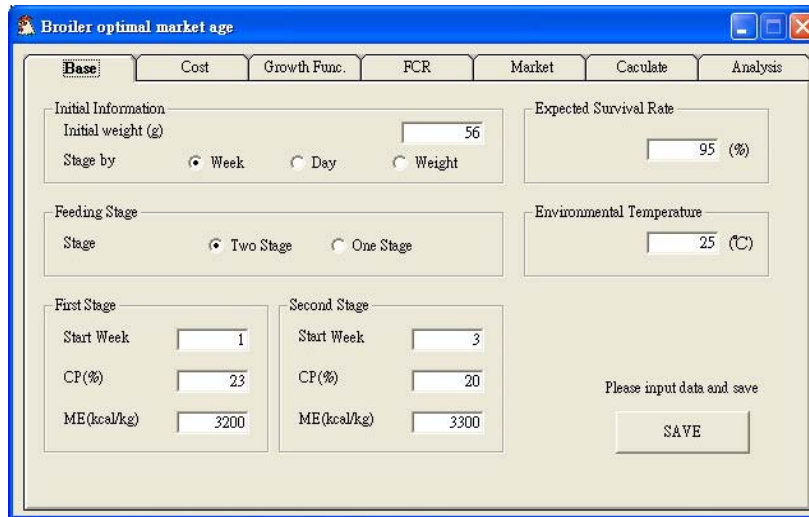 Broiler optimal market age
Base Cost Growth Func. FCR Market Caculate Analysis
Initial Information
Initial weight (g) 56
Stage by Week Day Weight
Expected Survival Rate
95 (%)
Feeding Stage
Stage Two Stage One Stage
Environmental Temperature
25 (℃)
First Stage
Start Week 1
CP(%) 23
ME(kcal/kg) 3200
Second Stage
Start Week 3
CP(%) 20
ME(kcal/kg) 3300
Please input data and save
SAVE